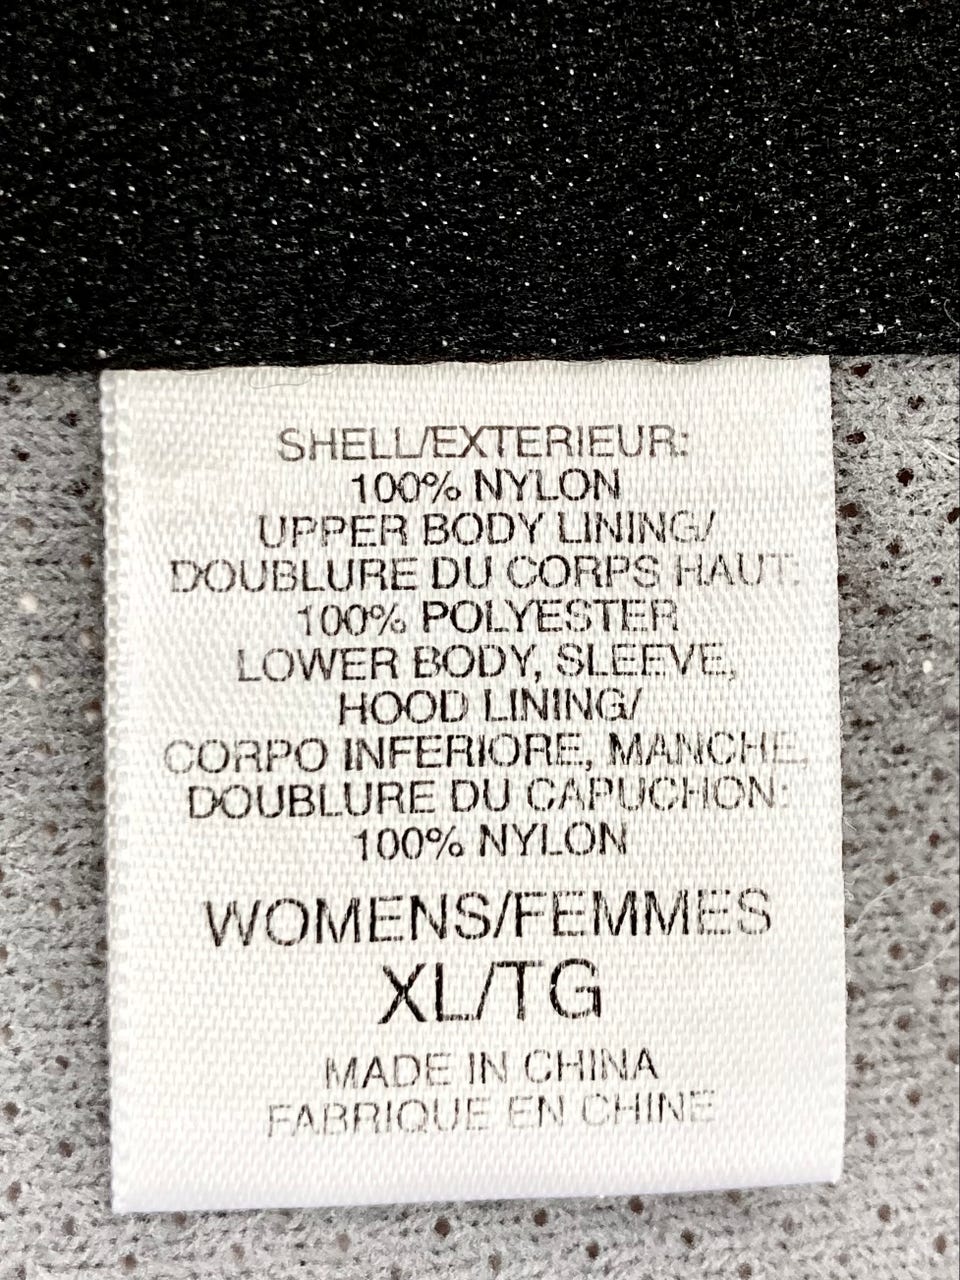 SHELL/EXTERIEUR:
100% NYLON
UPPER BODY LINING/
DOUBLURE DU CORPS HAUT:
100% POLYESTER
LOWER BODY, SLEEVE,
HOOD LINING/
CORPO INFERIORE, MANCHE,
DOUBLURE DU CAPUCHON:
100% NYLON
WOMENS/FEMMES
XL/TG
MADE IN CHINA
FABRIQUE EN CHINE